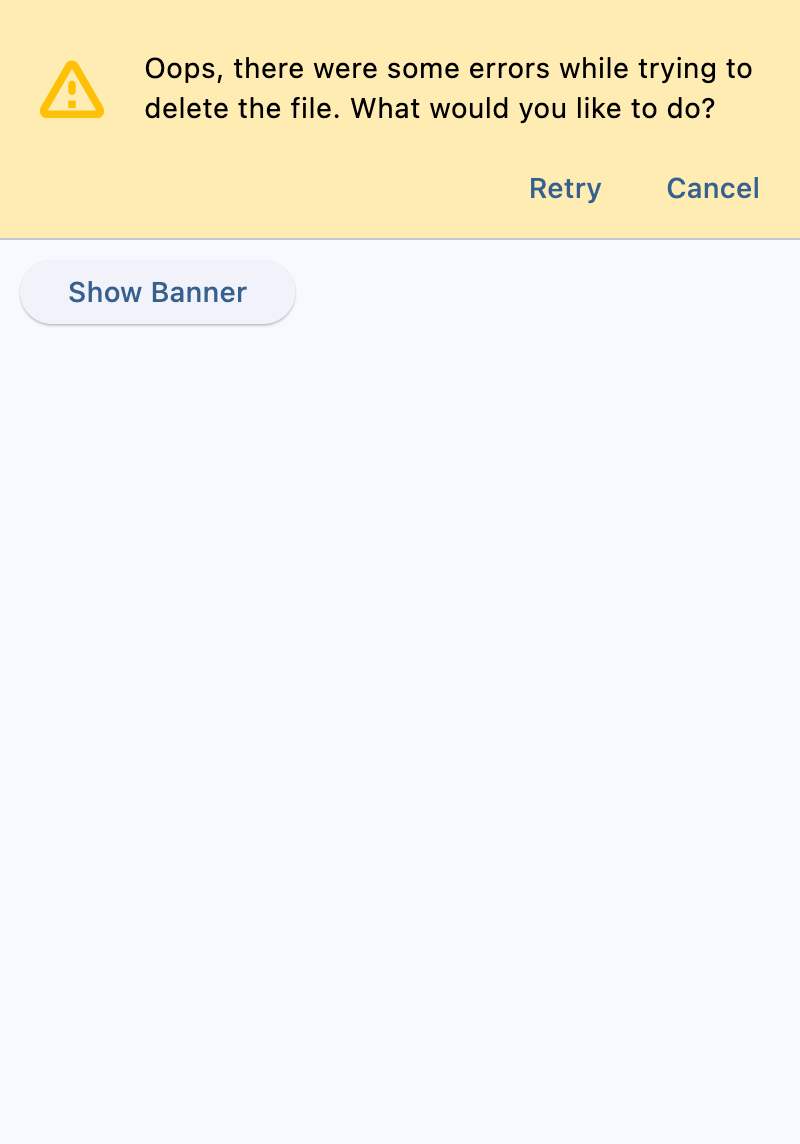 Oops, there were some errors while trying to
delete the file. What would you like to do?
Retry Cancel
Show Banner